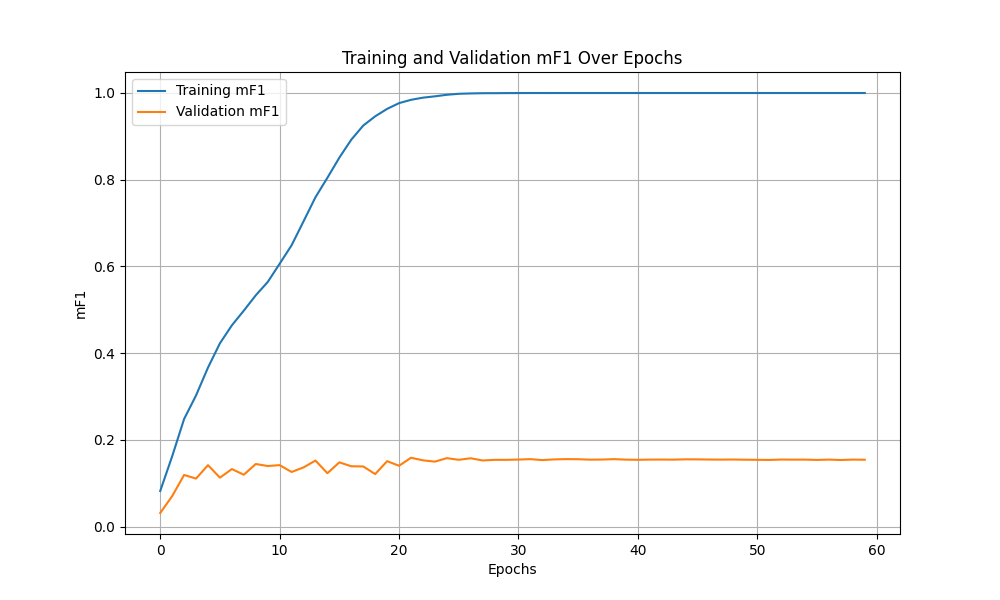 Training and Validation mF1 Over Epochs
Training mF1
Validation mF1
mF1
1.0
0.8
0.6
0.4
0.2
0.0
0 10 20 30 40 50 60
Epochs